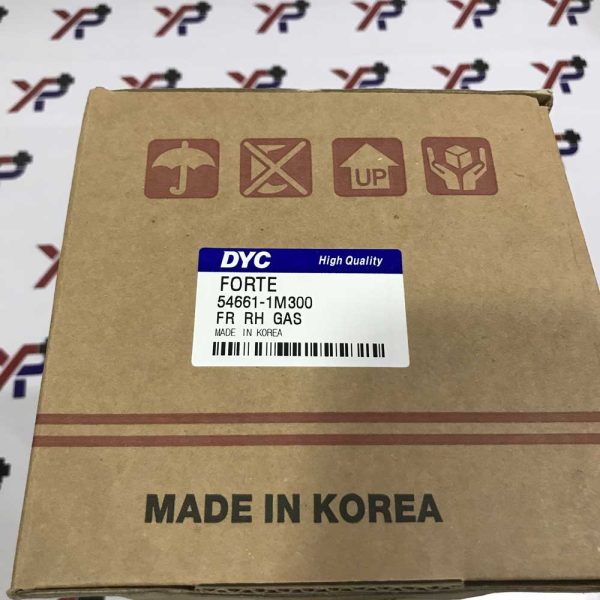 UP
DYC High Quality
FORTE
54661-1M300
FR RH GAS
MADE IN KOREA
MADE IN KOREA